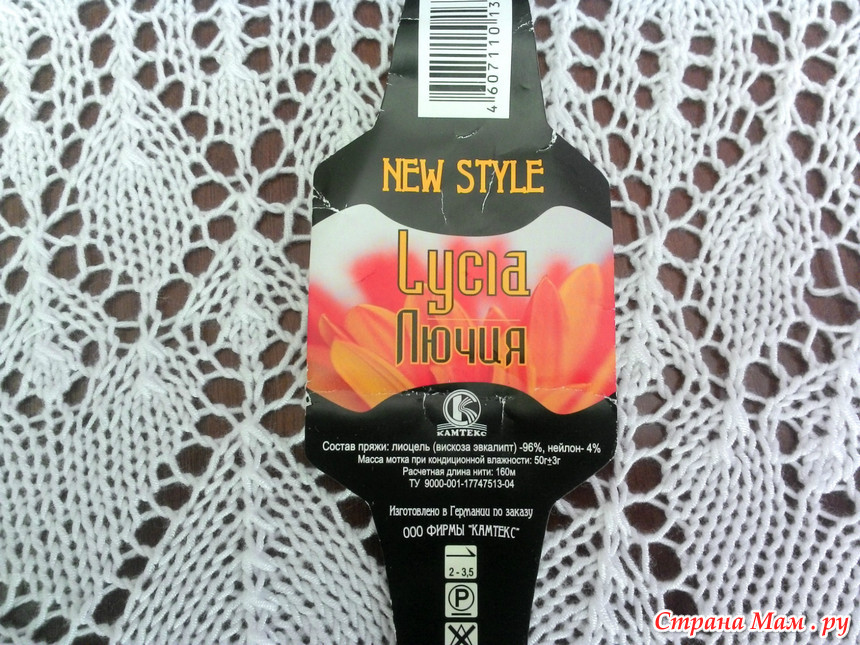 4607110 13
NEW STYLE
Lycia
Лючия
К
КАМТЕКС
Состав пряжи: лиоцель (вискоза эвкалипт) -96%, нейлон- 4%
Масса мотка при кондиционной влажности: 50г±3г
Расчетная длина нити: 160м
ТУ 9000-001-17747513-04
Изготовлено в Германии по заказу
ООО ФИРМЫ "КАМТЕКС"
2 - 3,5
P
Страна Мам . ру